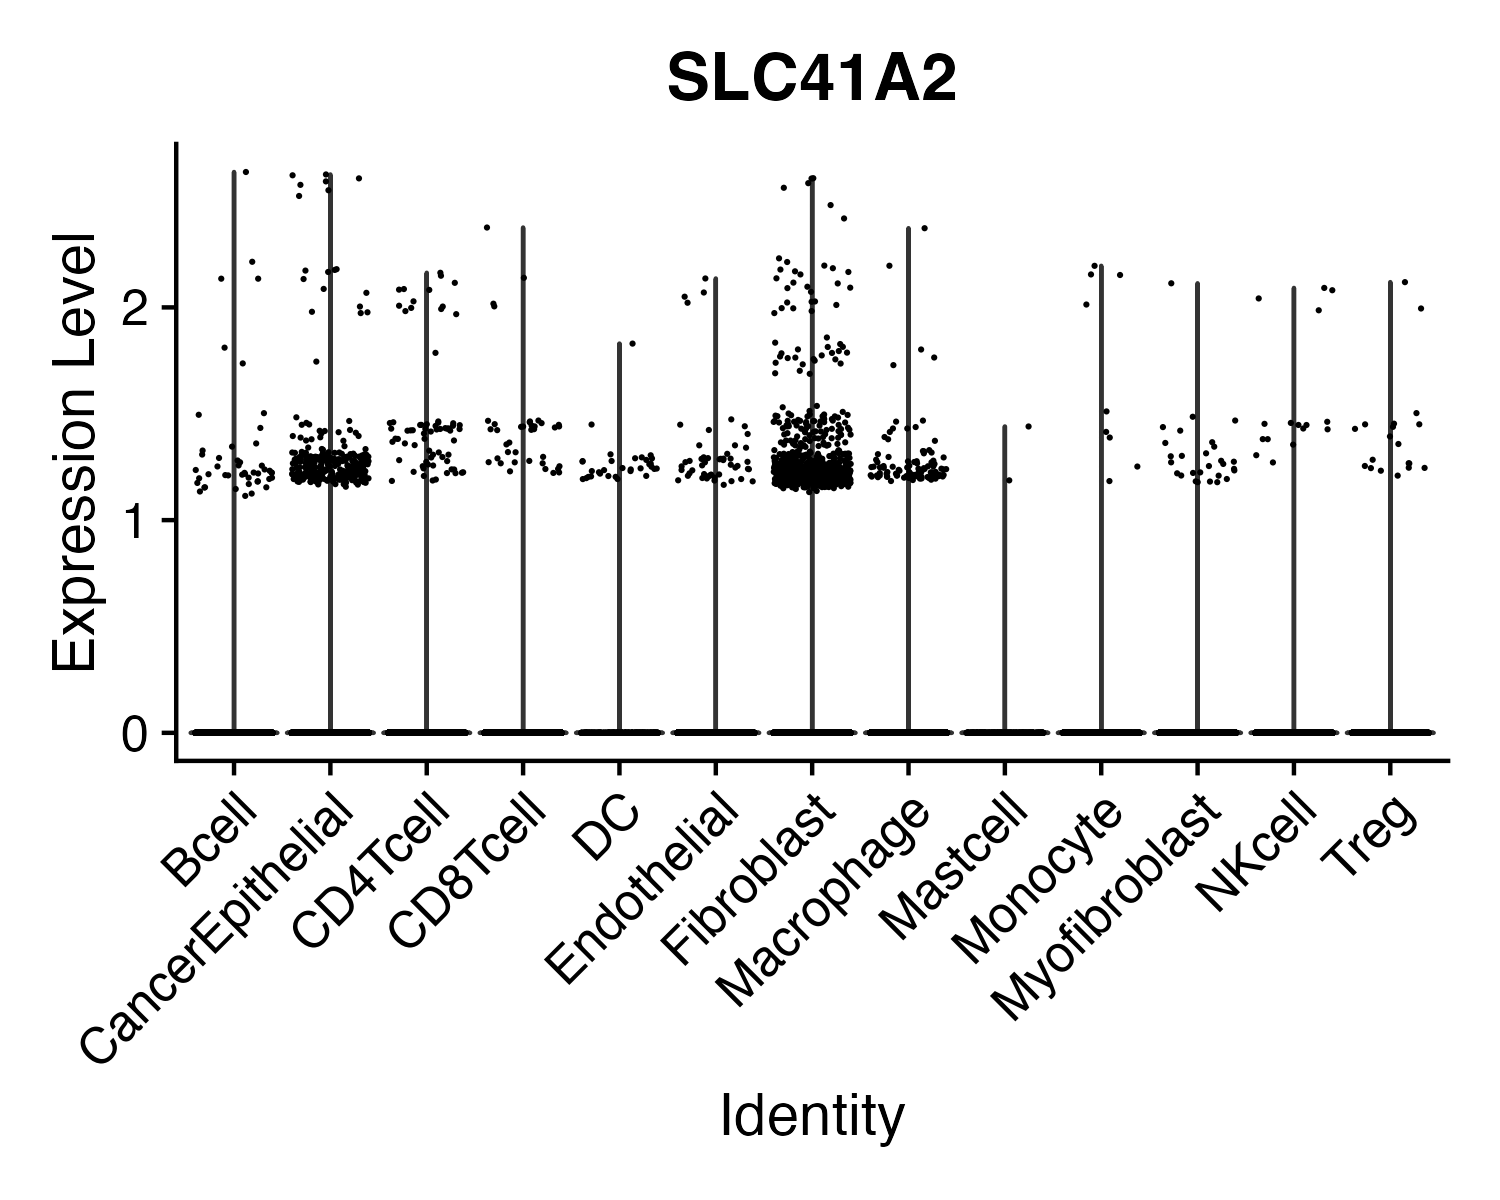 SLC41A2
Expression Level
2
1
0
Bcell
CancerEpithelial
CD4Tcell
CD8Tcell
DC
Endothelial
Fibroblast
Macrophage
Mastcell
Monocyte
Myofibroblast
NKcell
Treg
Identity